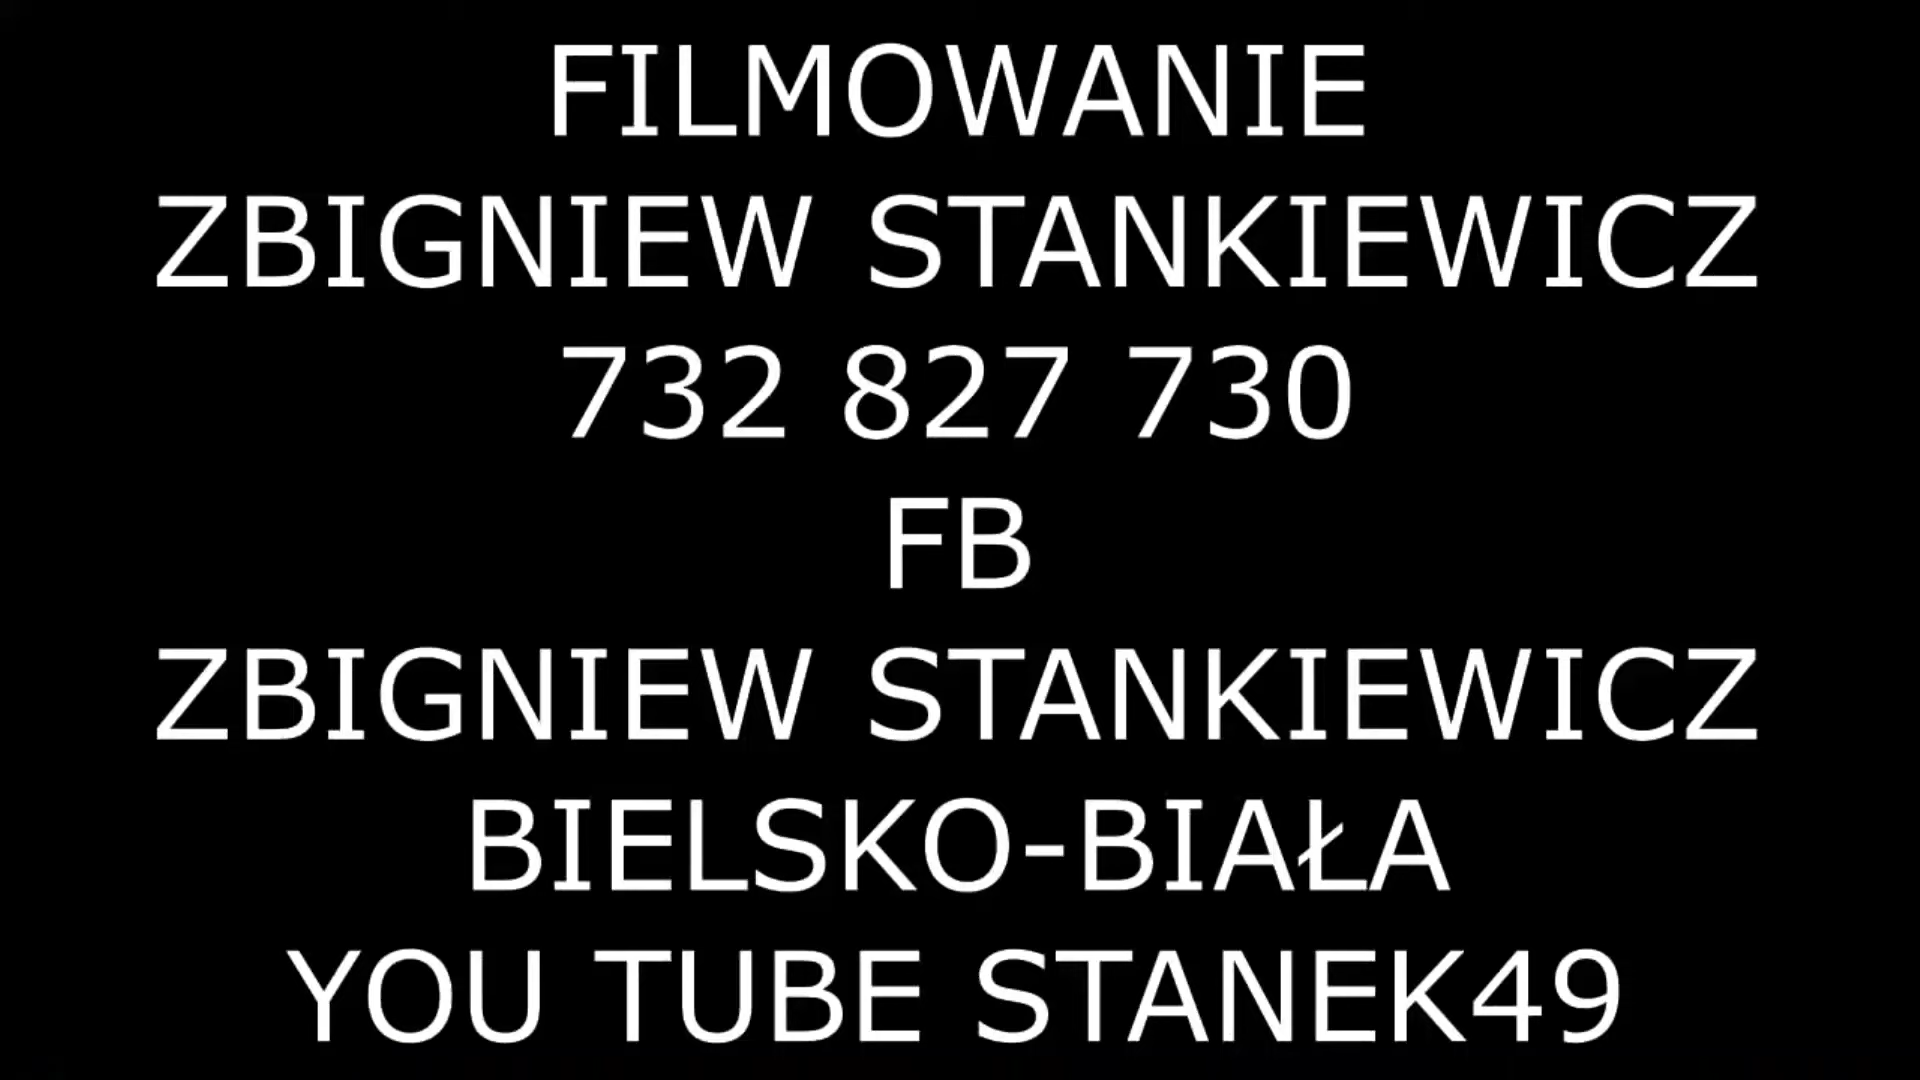 FILMOWANIE
ZBIGNIEW STANKIEWICZ
732 827 730
FB
ZBIGNIEW STANKIEWICZ
BIELSKO-BIAŁA
YOU TUBE STANEK49